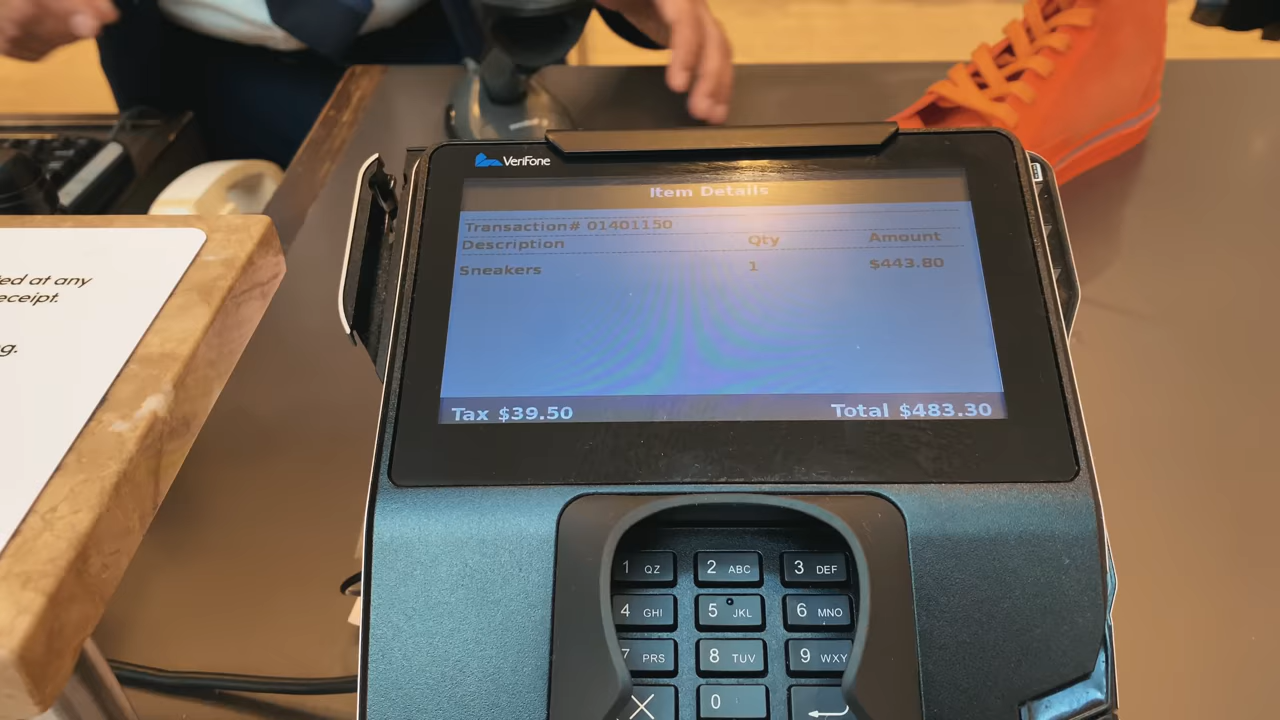 VeriFone
Item Details
Transaction# 01401150
Description Qty Amount
Sneakers 1 $443.80
Tax $39.50 Total $483.30
ted at any
eceipt.
g.
1 QZ 2 ABC 3 DEF
4 GHI 5 JKL 6 MNO
7 PRS 8 TUV 9 WXY
0